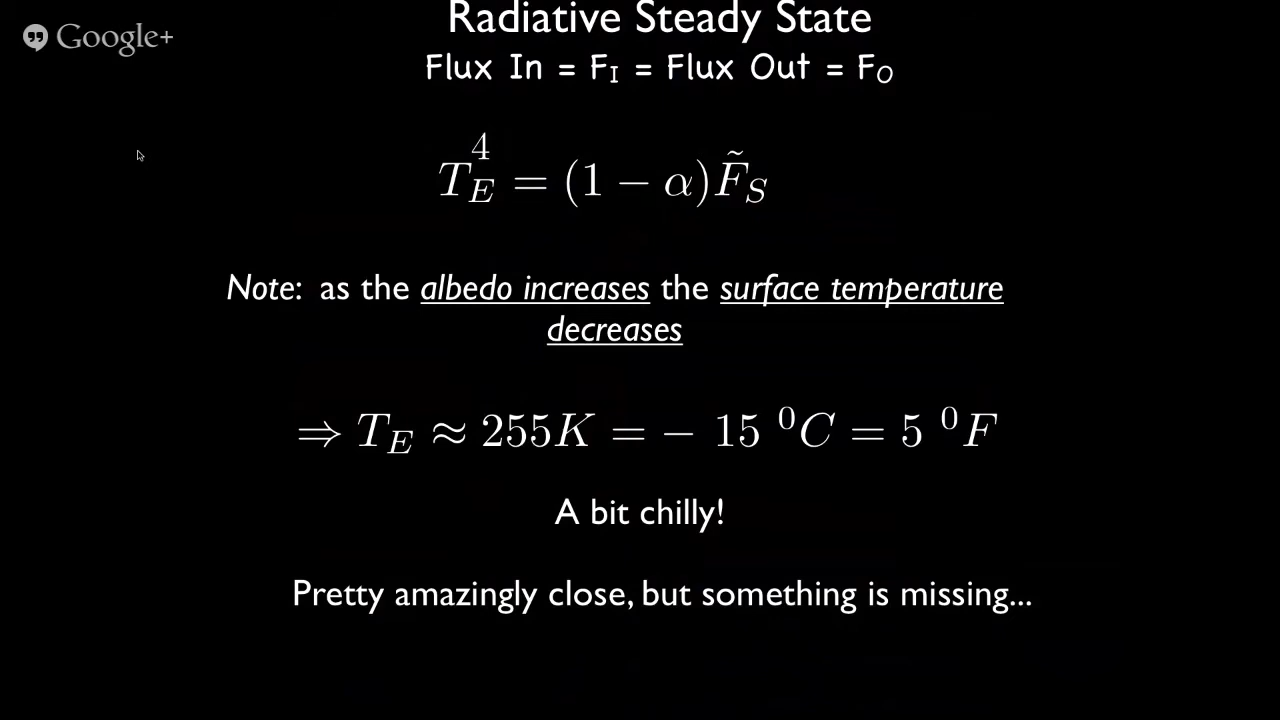 Google+
Radiative Steady State
Flux In = F_I = Flux Out = F_O
T_E^4 = (1 − α)F̃_S
Note: as the albedo increases the surface temperature
decreases
⇒ T_E ≈ 255K = − 15 ⁰C = 5 ⁰F
A bit chilly!
Pretty amazingly close, but something is missing...